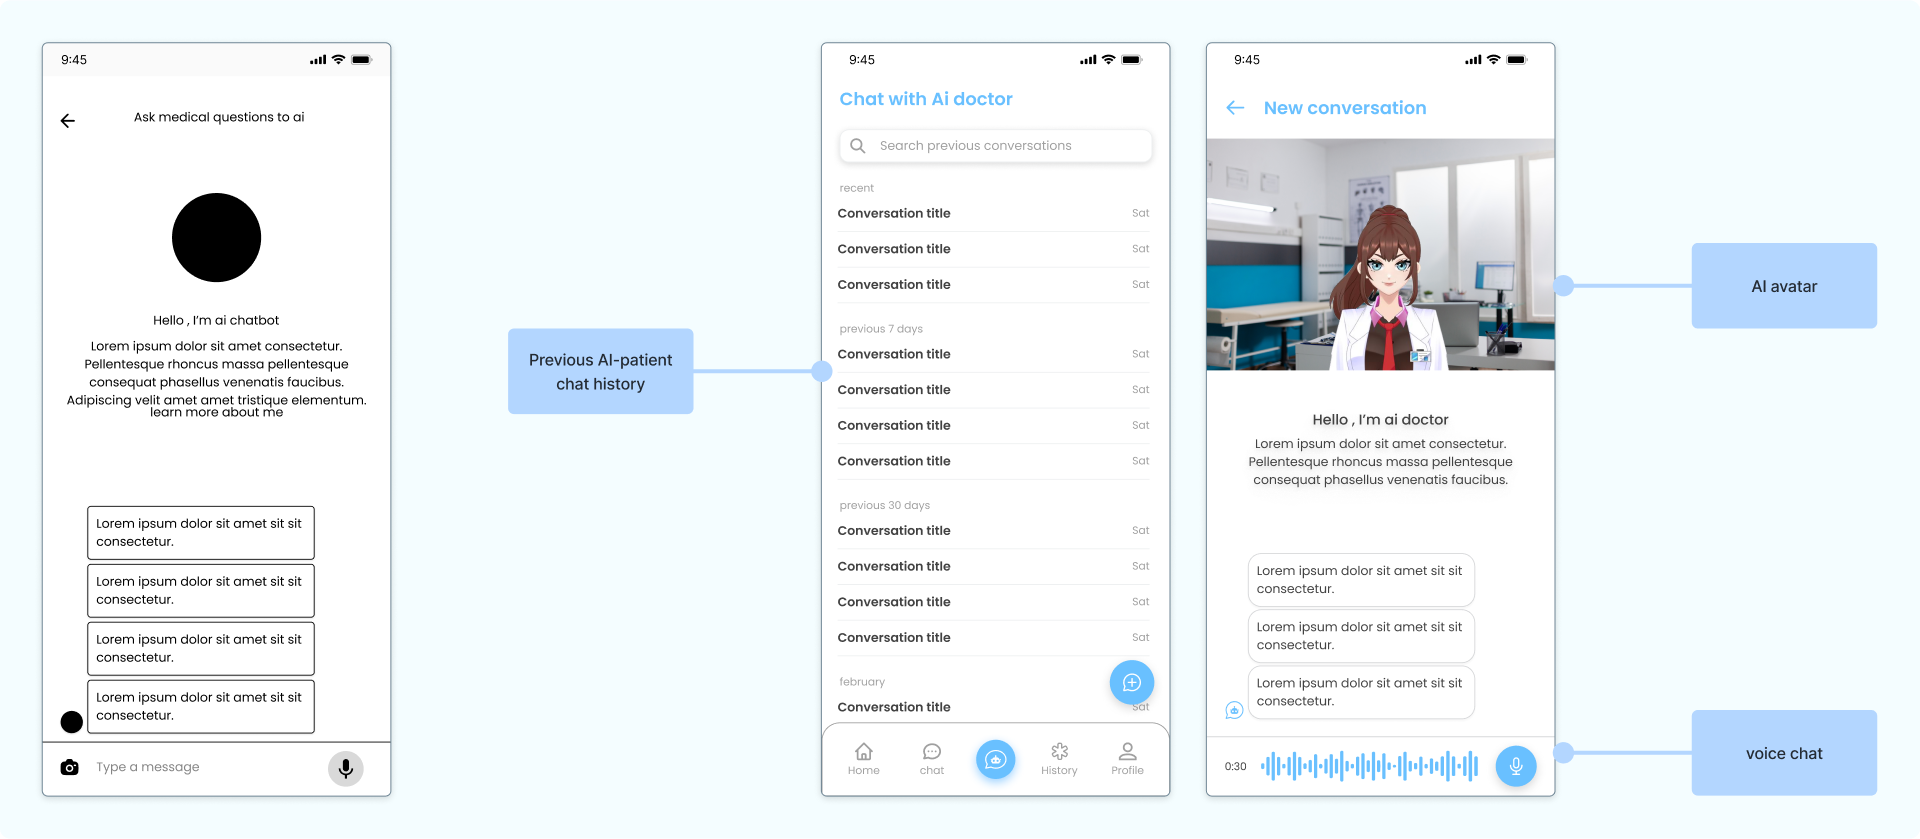 9:45
Ask medical questions to ai
Hello , I'm ai chatbot
Lorem ipsum dolor sit amet consectetur.
Pellentesque rhoncus massa pellentesque
consequat phasellus venenatis faucibus.
Adipiscing velit amet amet tristique elementum.
learn more about me
Lorem ipsum dolor sit amet sit sit
consectetur.
Lorem ipsum dolor sit amet sit sit
consectetur.
Lorem ipsum dolor sit amet sit sit
consectetur.
Lorem ipsum dolor sit amet sit sit
consectetur.
Type a message
Previous AI-patient
chat history
9:45
Chat with Ai doctor
Search previous conversations
recent
Conversation title Sat
Conversation title Sat
Conversation title Sat
previous 7 days
Conversation title Sat
Conversation title Sat
Conversation title Sat
Conversation title Sat
previous 30 days
Conversation title Sat
Conversation title Sat
Conversation title Sat
Conversation title Sat
february
Conversation title Sat
Home chat History Profile
9:45
New conversation
Hello , I'm ai doctor
Lorem ipsum dolor sit amet consectetur.
Pellentesque rhoncus massa pellentesque
consequat phasellus venenatis faucibus.
Lorem ipsum dolor sit amet sit sit
consectetur.
Lorem ipsum dolor sit amet sit sit
consectetur.
Lorem ipsum dolor sit amet sit sit
consectetur.
0:30
AI avatar
voice chat